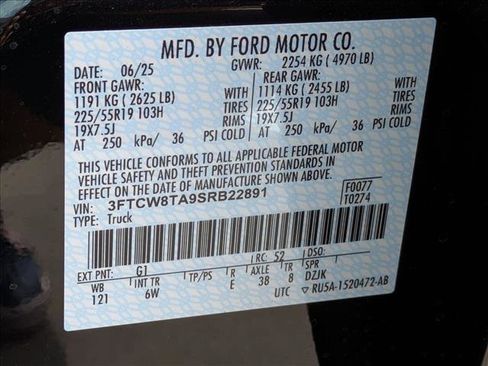 MFD. BY FORD MOTOR CO.
DATE: 06/25 GVWR: 2254 KG ( 4970 LB)
FRONT GAWR: REAR GAWR:
1191 KG ( 2625 LB) WITH 1114 KG ( 2455 LB) WITH
225/55R19 103H TIRES 225/55R19 103H TIRES
19X7.5J RIMS 19X7.5J RIMS
AT 250 kPa/ 36 PSI COLD AT 250 kPa/ 36 PSI COLD
THIS VEHICLE CONFORMS TO ALL APPLICABLE FEDERAL MOTOR
VEHICLE SAFETY AND THEFT PREVENTION STANDARDS IN
EFFECT ON THE DATE OF MANUFACTURE SHOWN ABOVE.
VIN: 3FTCW8TA9SRB22891 F0077
TYPE: Truck T0274
EXT PNT: G1 RC: 52 DSO:
WB INT TR TP/PS R AXLE TR SPR
121 6W E 38 8 DZJK
UTC RU5A-1520472-AB